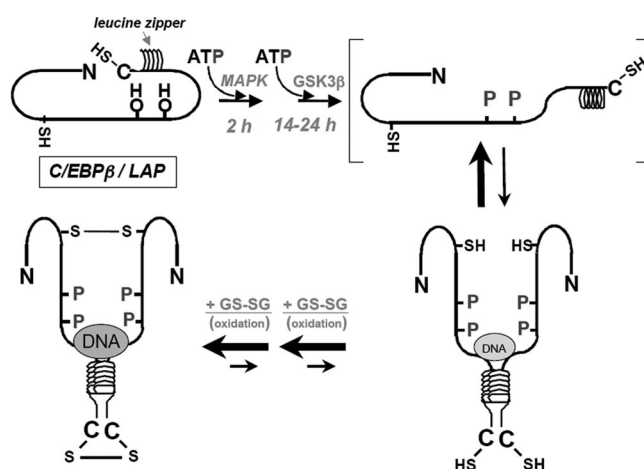 leucine zipper
HS C N
H H
O O
SH
ATP ATP
MAPK GSK3β
2 h 14-24 h
C/EBPβ / LAP
N
P P
C SH
HS
S S
N N
P P
P P
DNA
C C
S S
+ GS-SG + GS-SG
(oxidation) (oxidation)
SH HS
N N
P P
P P
DNA
C C
HS SH